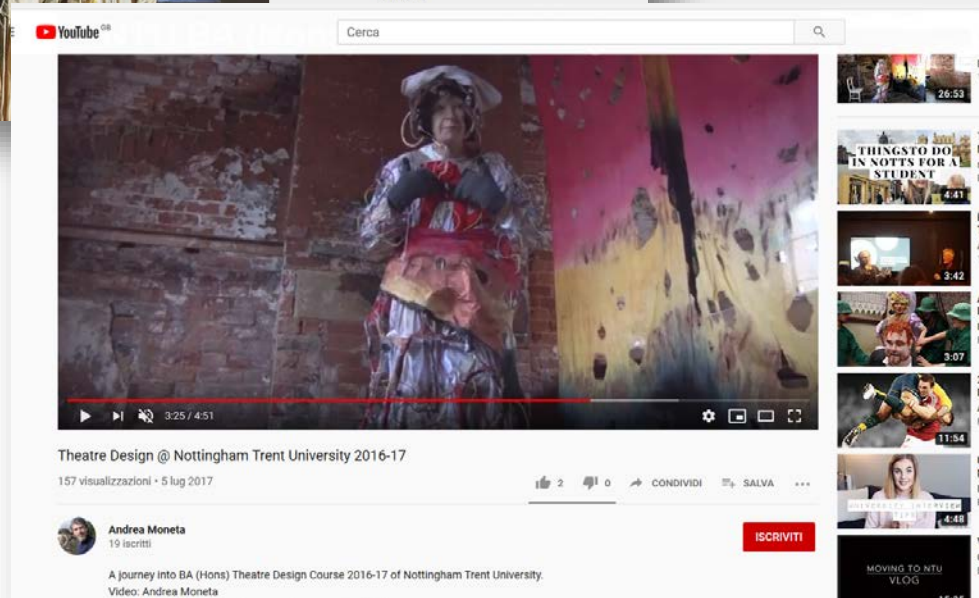 YouTube GB
Cerca
3:25 / 4:51
Theatre Design @ Nottingham Trent University 2016-17
157 visualizzazioni • 5 lug 2017
2
0
CONDIVIDI
SALVA
Andrea Moneta
19 iscritti
ISCRIVITI
A journey into BA (Hons) Theatre Design Course 2016-17 of Nottingham Trent University.
Video: Andrea Moneta
26:53
THINGS TO DO
IN NOTTS FOR A
STUDENT
4:41
3:42
3:07
11:54
UNIVERSITY INTERVIEW
TIPS
4:48
MOVING TO NTU
VLOG